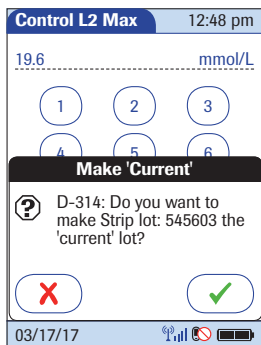 Control L2 Max 12:48 pm
19.6 mmol/L
1 2 3
4 5 6
Make 'Current'
D-314: Do you want to
make Strip lot: 545603 the
'current' lot?
03/17/17